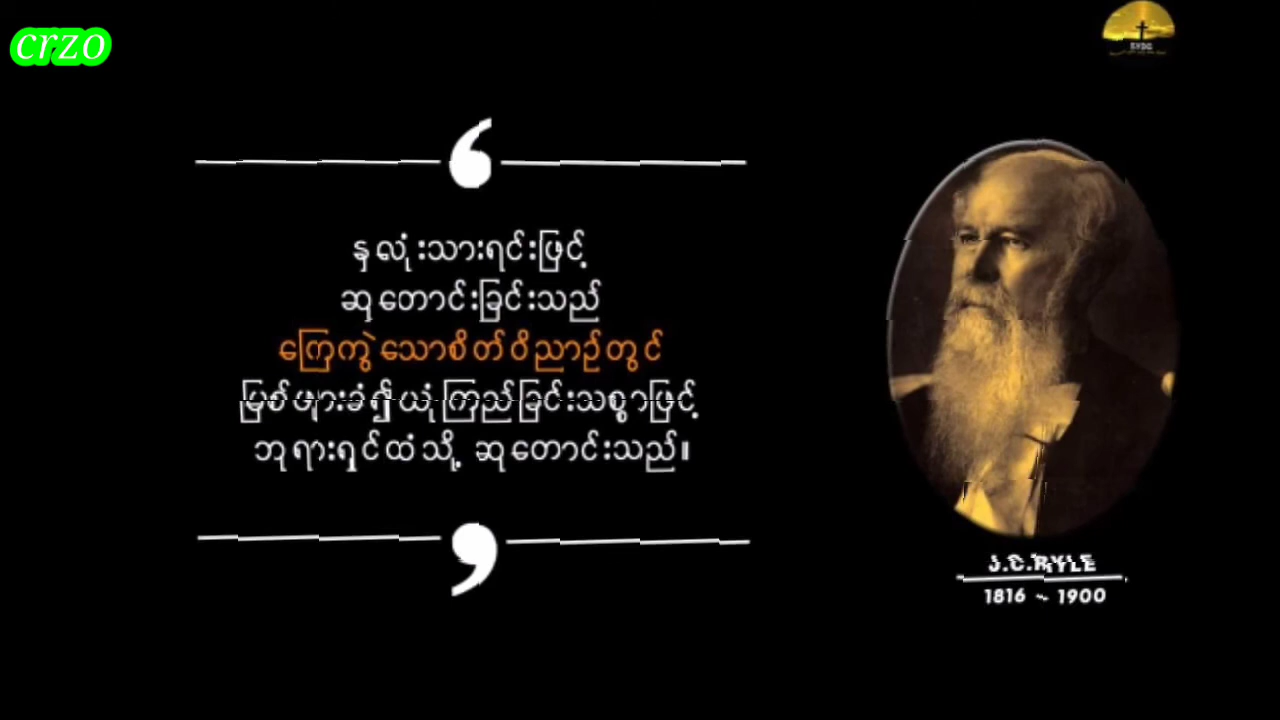 crzo
နှလုံးသားရင်းဖြင့်
ဆုတောင်းခြင်းသည်
ကြေကွဲသောစိတ်ဝိညာဉ်တွင်
ဖြစ်ဖျားခံ၍ယုံကြည်ခြင်းသစ္စာဖြင့်
ဘုရားရှင်ထံသို့ ဆုတောင်းသည်။
J.C.RYLE
1816 ~ 1900